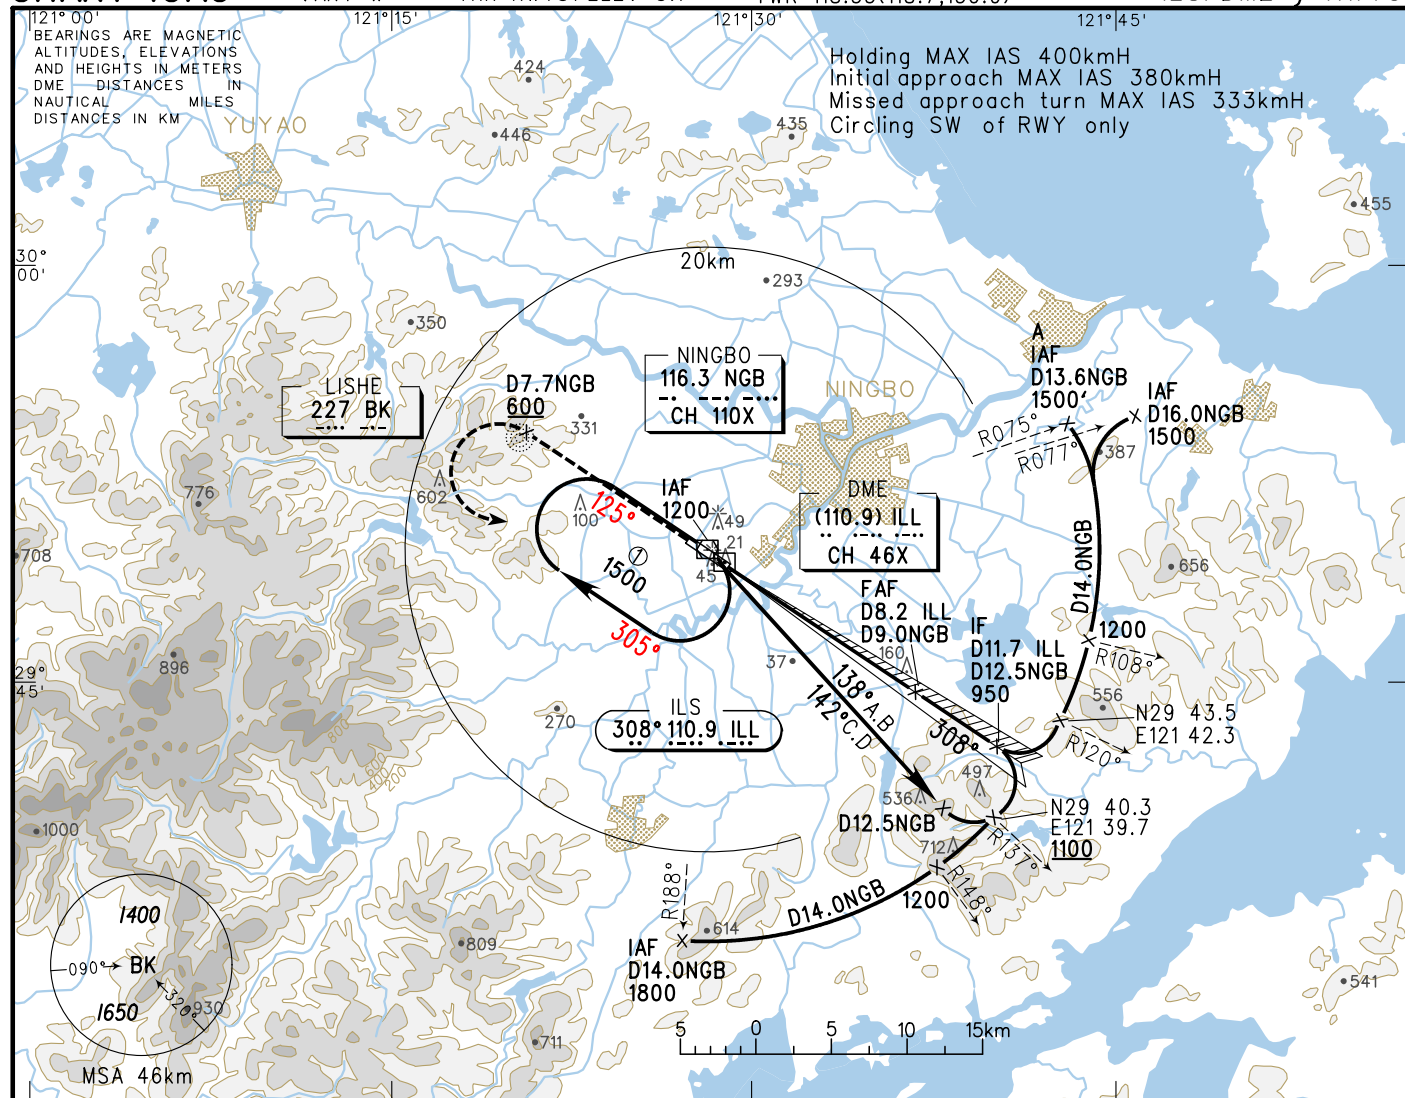 121° 00'
121°15'
121°30'
121°45'
BEARINGS ARE MAGNETIC
ALTITUDES, ELEVATIONS
AND HEIGHTS IN METERS
DME DISTANCES IN
NAUTICAL MILES
DISTANCES IN KM
Holding MAX IAS 400kmH
Initial approach MAX IAS 380kmH
Missed approach turn MAX IAS 333kmH
Circling SW of RWY only
424
446
435
YUYAO
455
30°
00'
20km
293
350
A
IAF
D13.6NGB
1500'
IAF
D16.0NGB
1500
R075°
R077°
387
NINGBO
116.3 NGB
CH 110X
NINGBO
LISHE
227 BK
D7.7NGB
600
331
602
100
125°
1
1500
305°
IAF
1200
49
21
45
DME
(110.9) ILL
CH 46X
776
708
656
D14.0NGB
FAF
D8.2 ILL
D9.0NGB
160
IF
D11.7 ILL
D12.5NGB
950
1200
R108°
896
37
29°
45'
556
N29 43.5
E121 42.3
R120°
270
ILS
308° 110.9 ILL
138°A.B
142°C.D
308°
800
600
400
200
497
536
D12.5NGB
N29 40.3
E121 39.7
1100
R137°
712
R148°
1200
1000
R188°
D14.0NGB
614
IAF
D14.0NGB
1800
809
1400
090°
BK
320°
1650
930
541
711
5 0 5 10 15km
MSA 46km